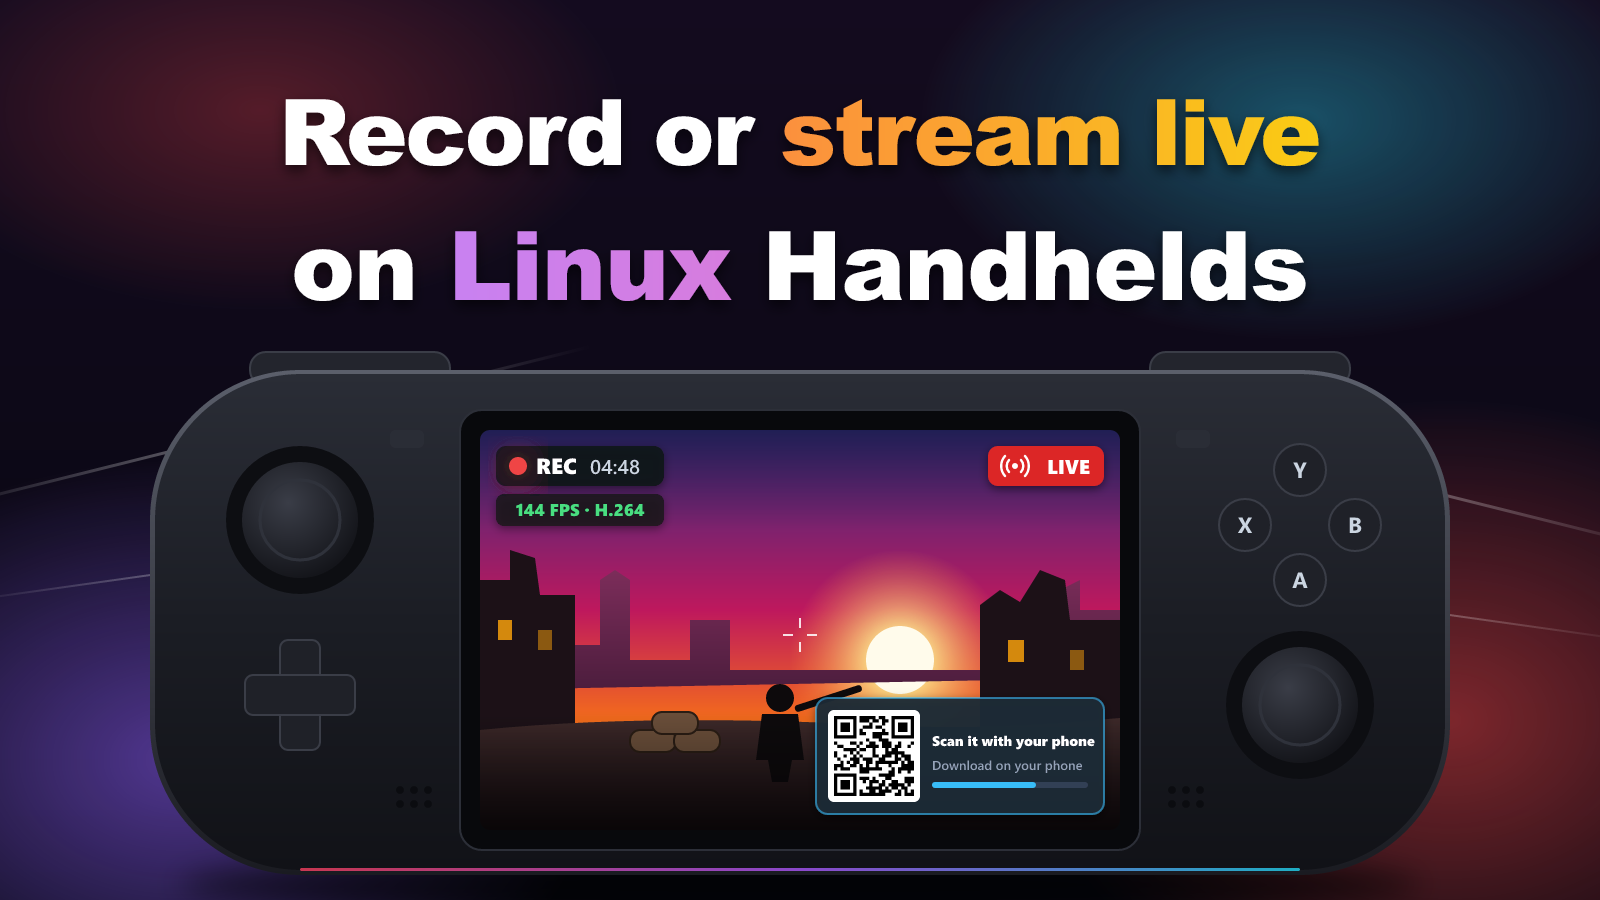 Record or stream live
on Linux Handhelds
REC 04:48
LIVE
144 FPS · H.264
Y
X
B
A
Scan it with your phone
Download on your phone